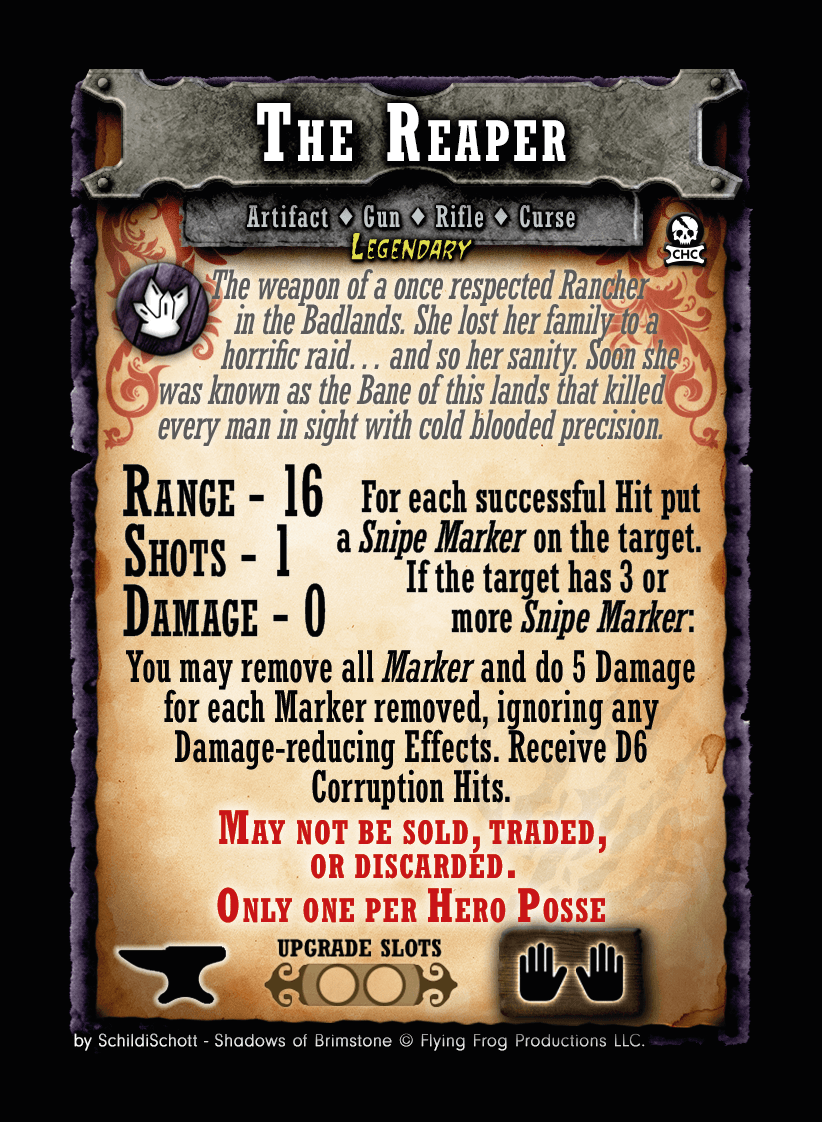 The Reaper
Artifact ♦ Gun ♦ Rifle ♦ Curse
Legendary
CHC
The weapon of a once respected Rancher
in the Badlands. She lost her family to a
horrific raid. . . and so her sanity. Soon she
was known as the Bane of this lands that killed
every man in sight with cold blooded precision.
Range - 16
Shots - 1
Damage - 0
For each successful Hit put
a Snipe Marker on the target.
If the target has 3 or
more Snipe Marker:
You may remove all Marker and do 5 Damage
for each Marker removed, ignoring any
Damage-reducing Effects. Receive D6
Corruption Hits.
May not be sold, traded,
or discarded.
Only one per Hero Posse
UPGRADE SLOTS
by SchildiSchott - Shadows of Brimstone © Flying Frog Productions LLC.